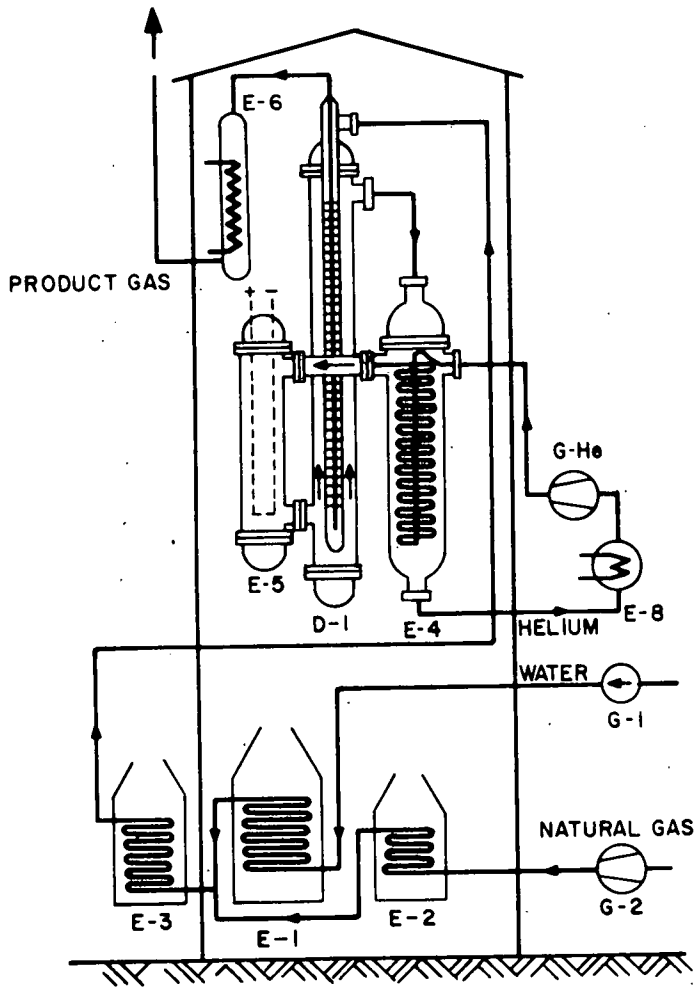 E-6
PRODUCT GAS
+ -
G-He
E-5
D-1
E-4
HELIUM
E-8
WATER
G-1
NATURAL GAS
E-3
E-1
E-2
G-2